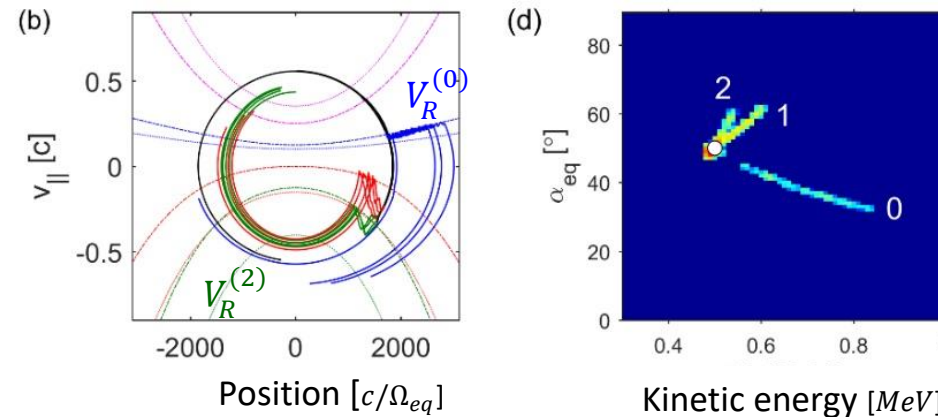 (b)
v|| [c]
0.5
0
-0.5
V_R^(0)
V_R^(2)
-2000 0 2000
Position [c/Ω_eq]
(d)
α_eq [°]
80
60
40
20
0
2
1
0
0.4 0.6 0.8
Kinetic energy [MeV]